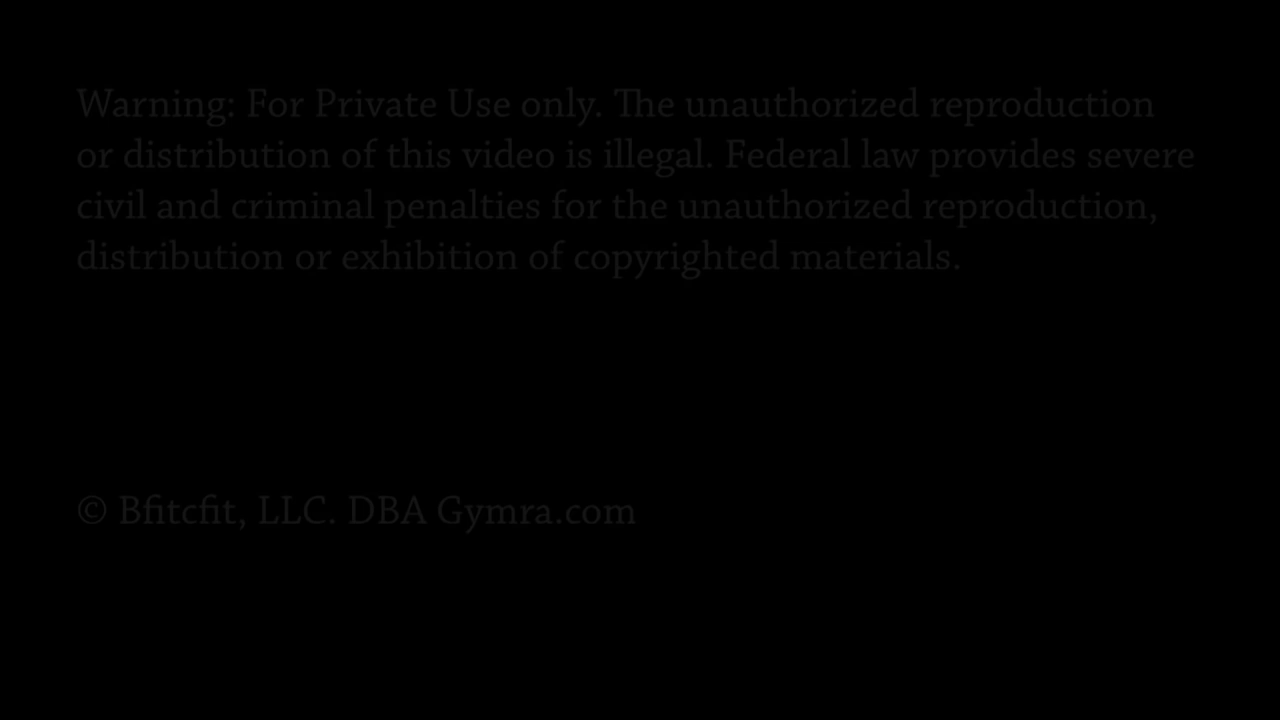 Warning: For Private Use only. The unauthorized reproduction
or distribution of this video is illegal. Federal law provides severe
civil and criminal penalties for the unauthorized reproduction,
distribution or exhibition of copyrighted materials.
© Bfitcfit, LLC. DBA Gymra.com